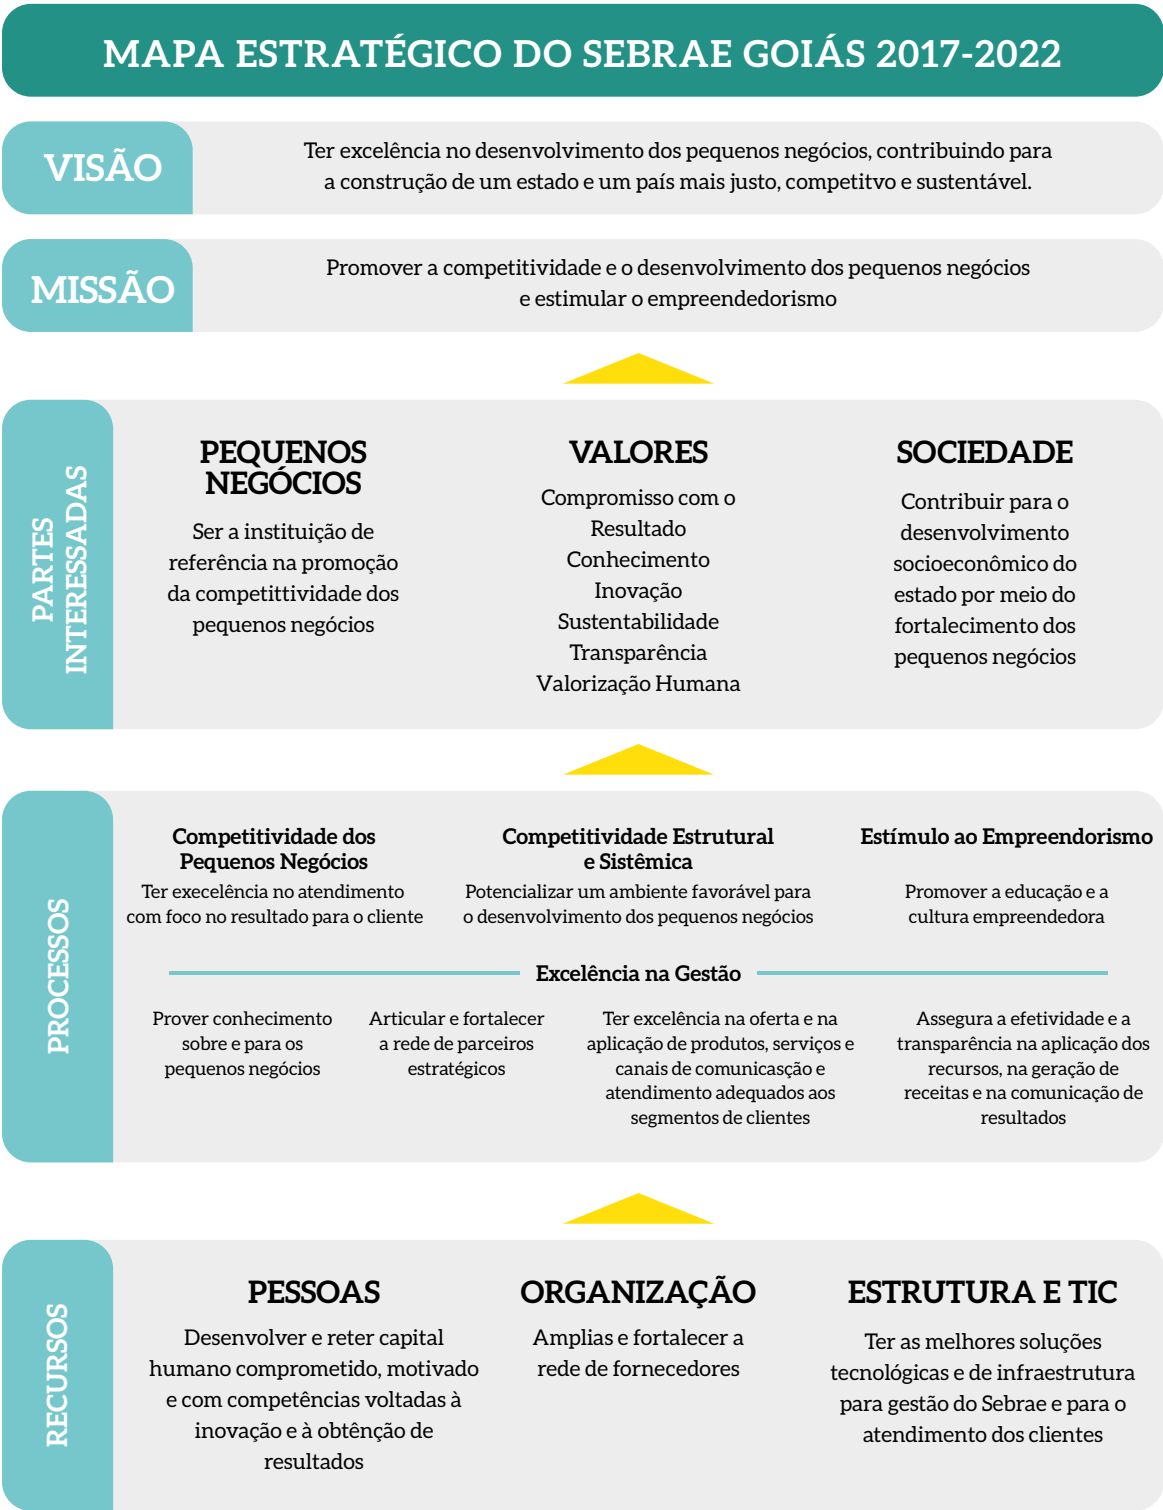 MAPA ESTRATÉGICO DO SEBRAE GOIÁS 2017-2022
VISÃO
Ter excelência no desenvolvimento dos pequenos negócios, contribuindo para
a construção de um estado e um país mais justo, competitvo e sustentável.
MISSÃO
Promover a competitividade e o desenvolvimento dos pequenos negócios
e estimular o empreendedorismo
PARTES
INTERESSADAS
PEQUENOS
NEGÓCIOS
Ser a instituição de
referência na promoção
da competittividade dos
pequenos negócios
VALORES
Compromisso com o
Resultado
Conhecimento
Inovação
Sustentabilidade
Transparência
Valorização Humana
SOCIEDADE
Contribuir para o
desenvolvimento
socioeconômico do
estado por meio do
fortalecimento dos
pequenos negócios
PROCESSOS
Competitividade dos
Pequenos Negócios
Ter execelência no atendimento
com foco no resultado para o cliente
Competitividade Estrutural
e Sistêmica
Potencializar um ambiente favorável para
o desenvolvimento dos pequenos negócios
Estímulo ao Empreendorismo
Promover a educação e a
cultura empreendedora
Excelência na Gestão
Prover conhecimento
sobre e para os
pequenos negócios
Articular e fortalecer
a rede de parceiros
estratégicos
Ter excelência na oferta e na
aplicação de produtos, serviços e
canais de comunicasção e
atendimento adequados aos
segmentos de clientes
Assegura a efetividade e a
transparência na aplicação dos
recursos, na geração de
receitas e na comunicação de
resultados
RECURSOS
PESSOAS
Desenvolver e reter capital
humano comprometido, motivado
e com competências voltadas à
inovação e à obtênção de
resultados
ORGANIZAÇÃO
Amplias e fortalecer a
rede de fornecedores
ESTRUTURA E TIC
Ter as melhores soluções
tecnológicas e de infraestrutura
para gestão do Sebrae e para o
atendimento dos clientes